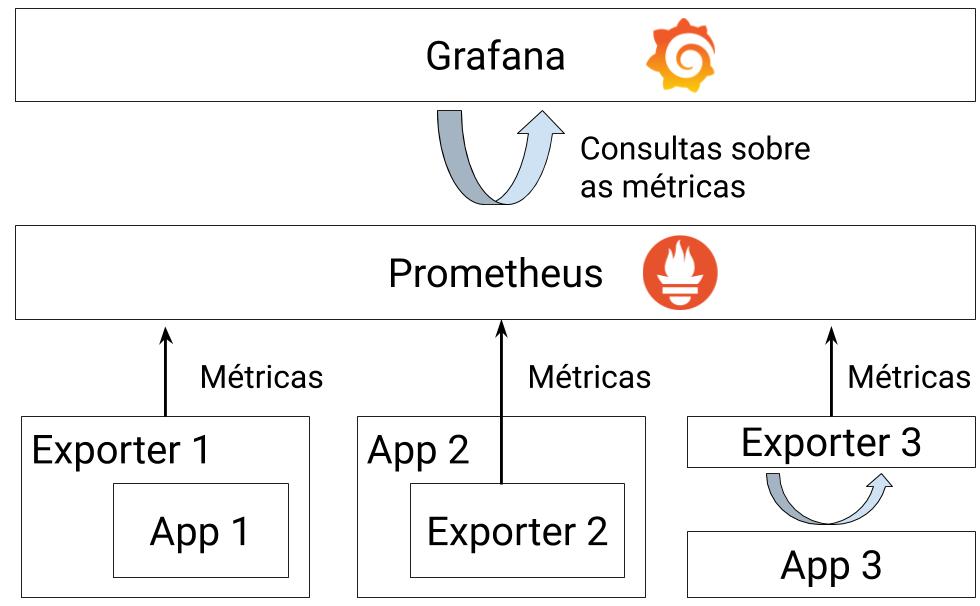 Grafana
Consultas sobre
as métricas
Prometheus
Métricas
Métricas
Métricas
Exporter 1
App 1
App 2
Exporter 2
Exporter 3
App 3